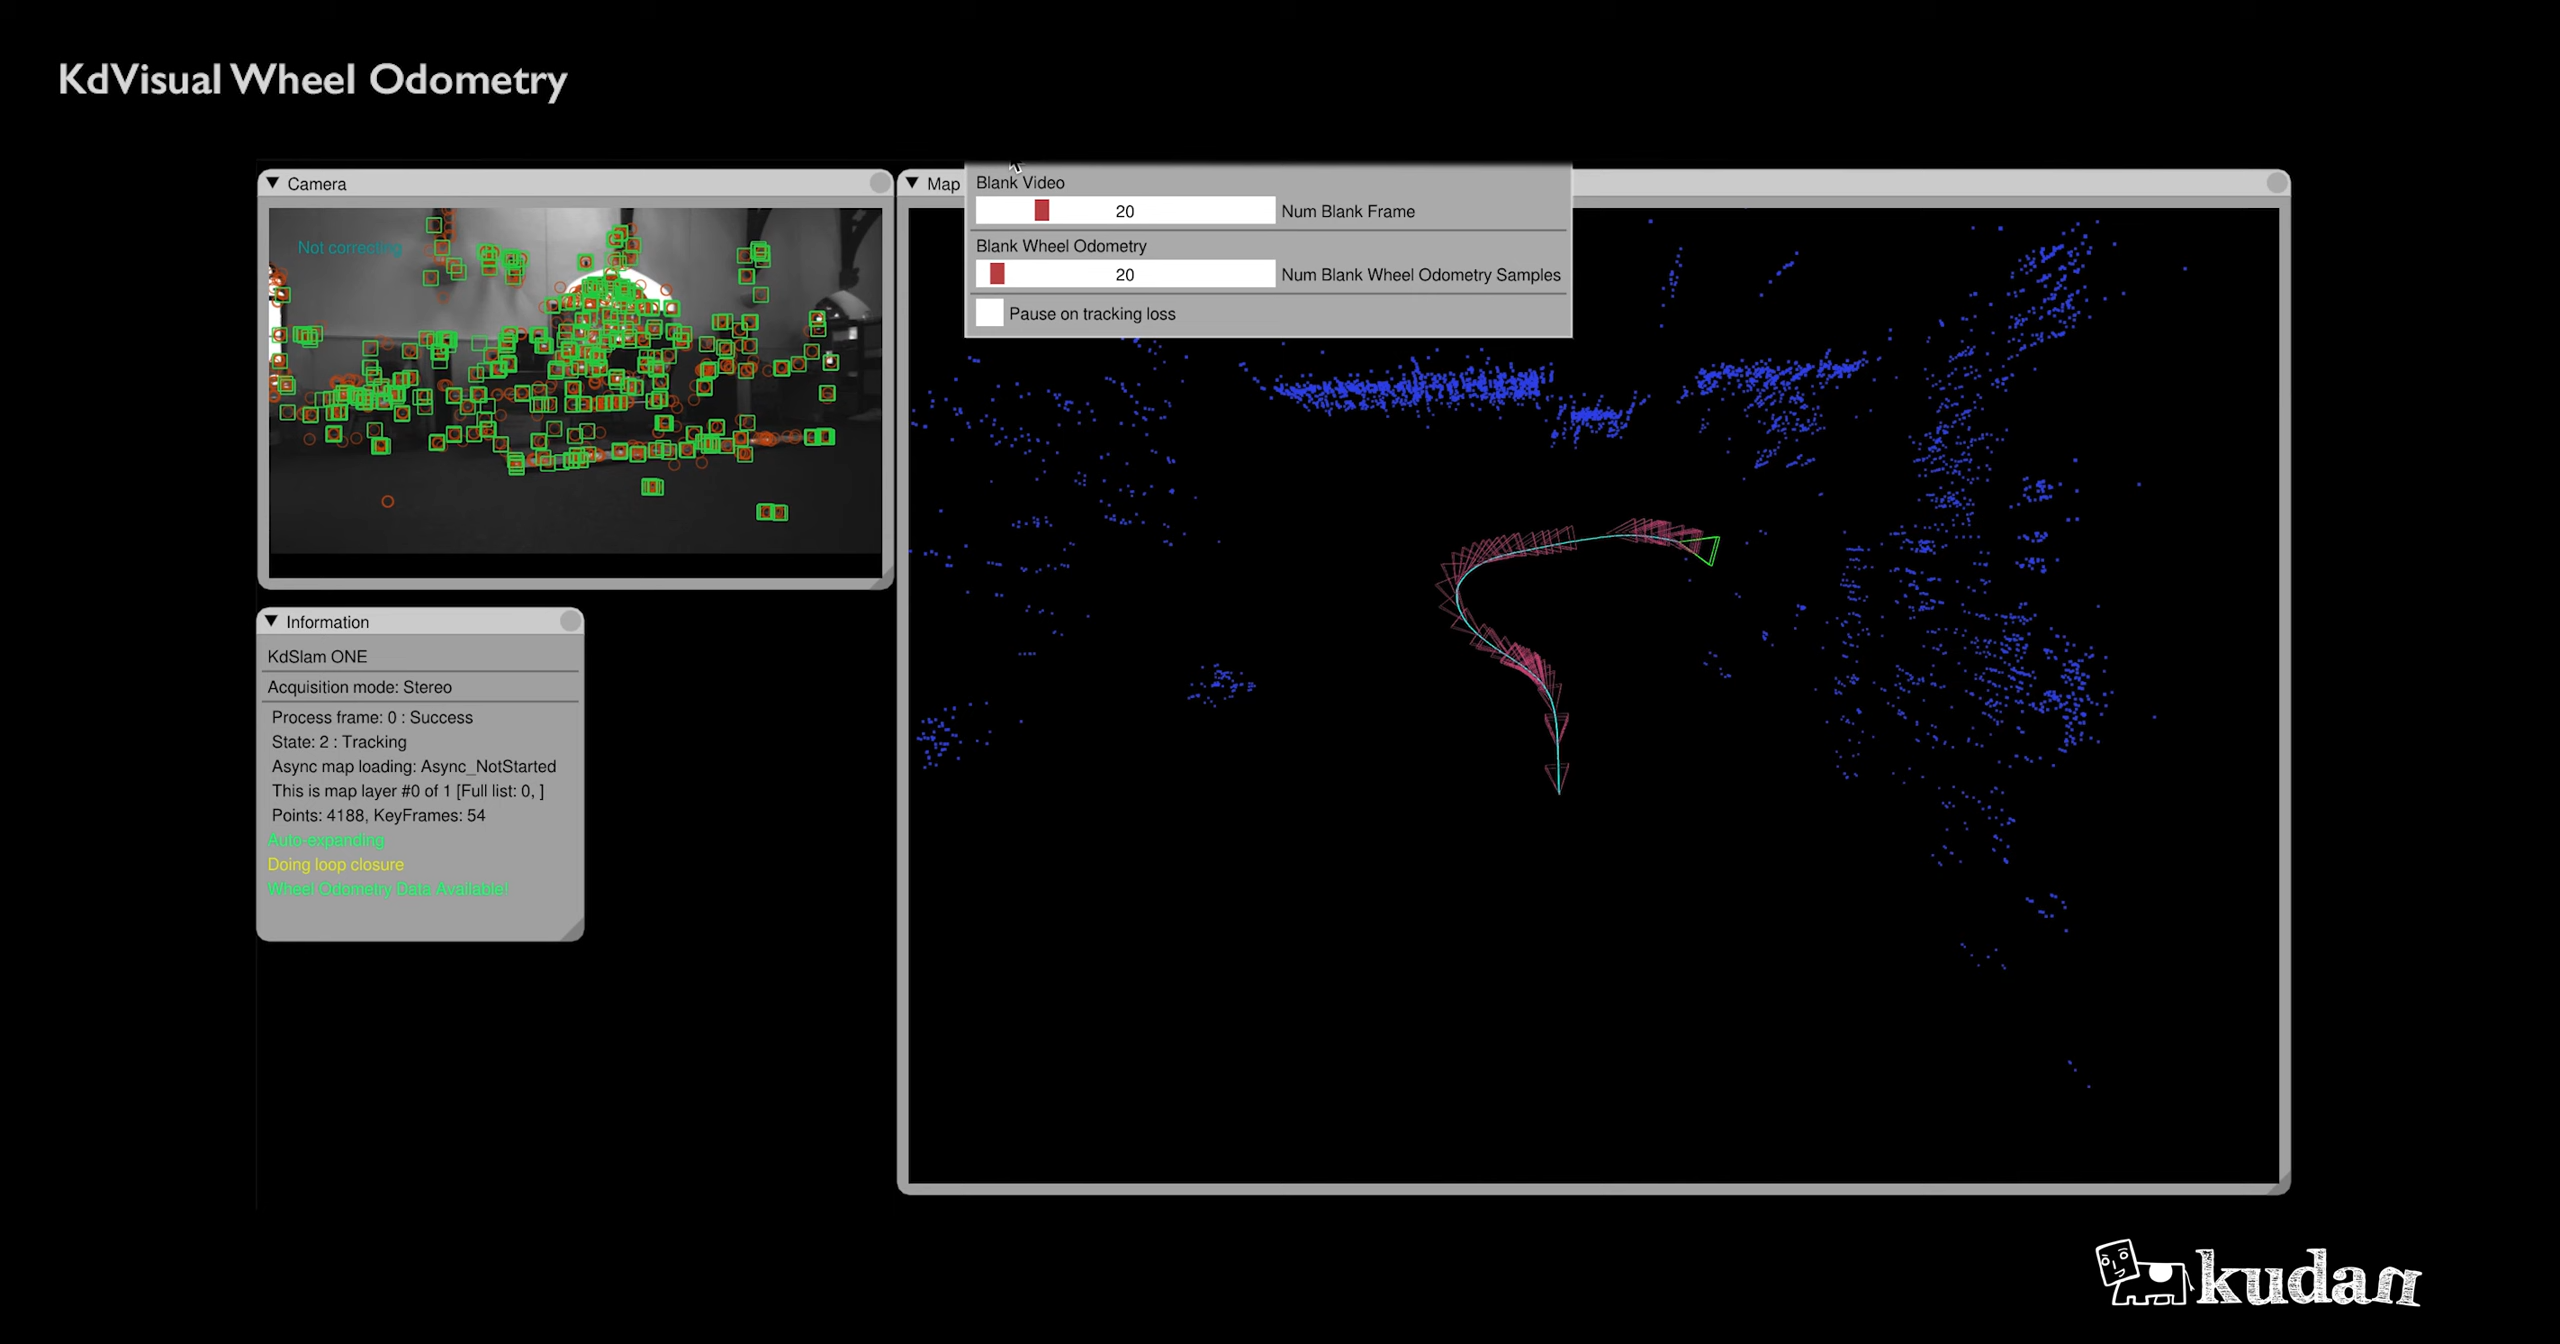 KdVisual Wheel Odometry
Camera
Not correcting
Map
Blank Video
20 Num Blank Frame
Blank Wheel Odometry
20 Num Blank Wheel Odometry Samples
Pause on tracking loss
Information
KdSlam ONE
Acquisition mode: Stereo
Process frame: 0 : Success
State: 2 : Tracking
Async map loading: Async_NotStarted
This is map layer #0 of 1 [Full list: 0, ]
Points: 4188, KeyFrames: 54
Auto-expanding
Doing loop closure
Wheel Odometry Data Available!
kudan